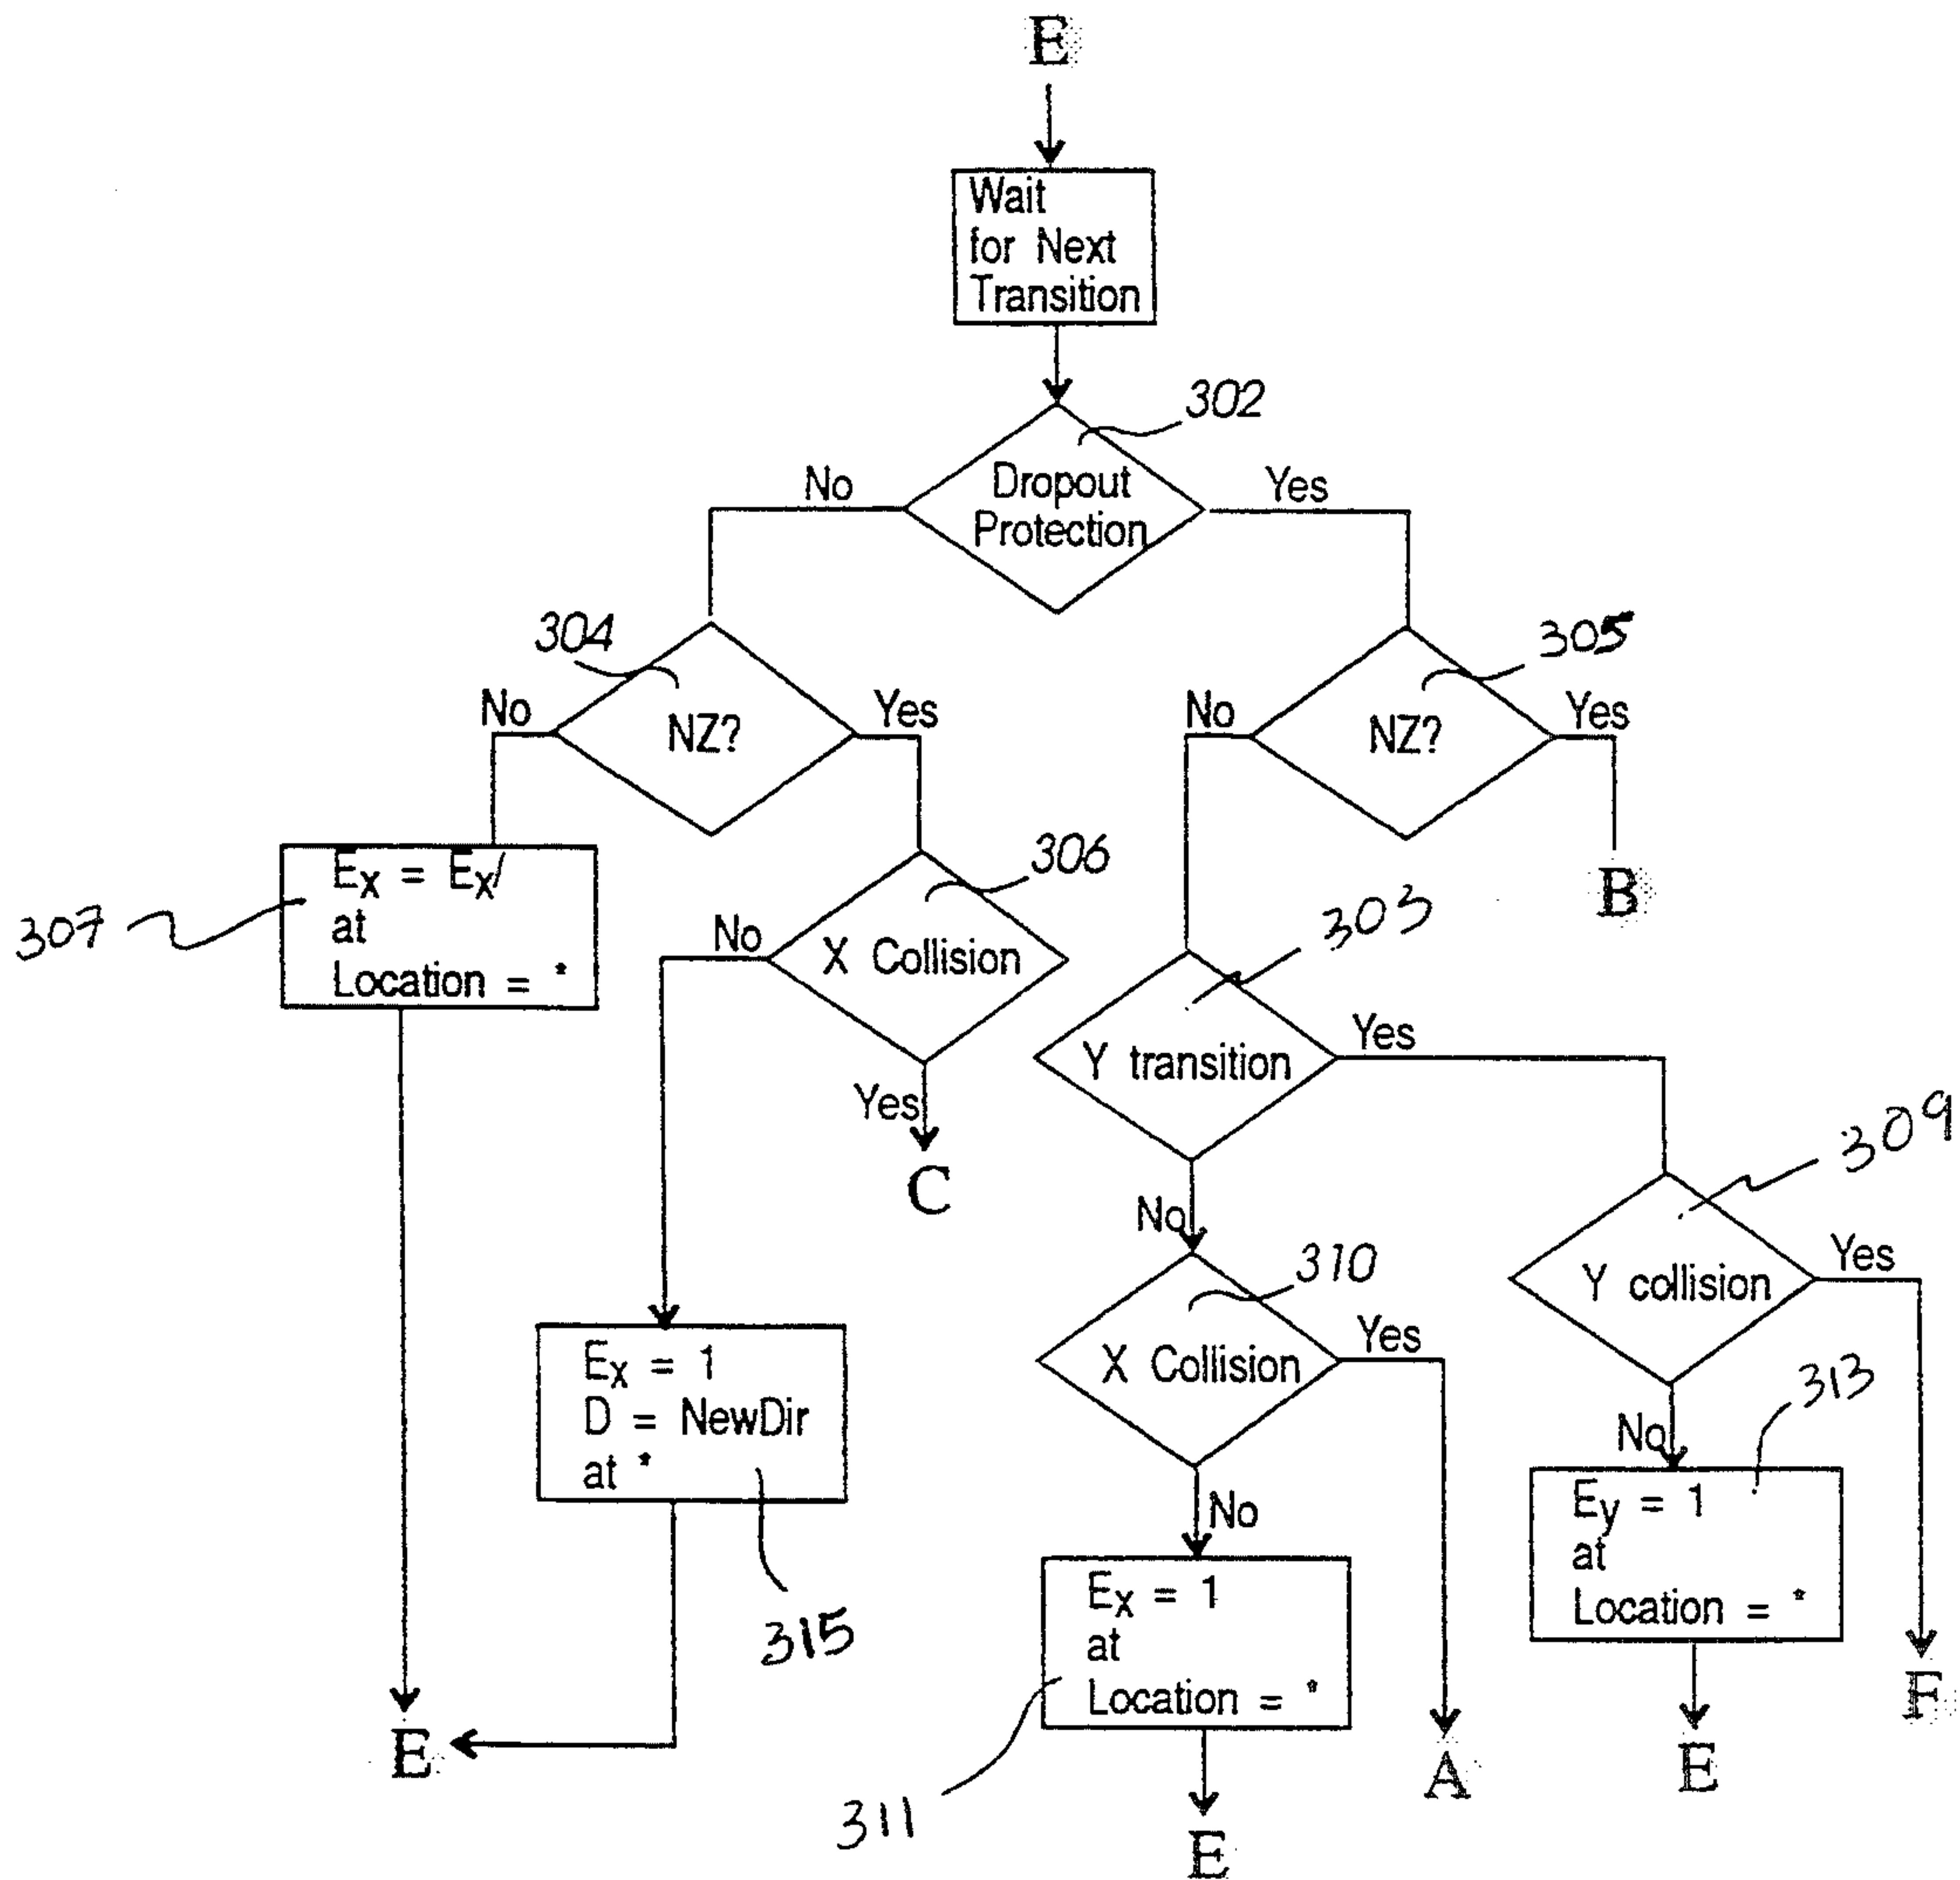 E
Wait
for Next
Transition
302
No
Dropout
Protection
Yes
304
305
No
NZ?
Yes
No
NZ?
Yes
Ex = Ex/
at
Location = *
307
306
No
X Collision
Yes
C
B
303
Y transition
Yes
No
309
310
X Collision
Yes
Y collision
Yes
Ex = 1
D = NewDir
at *
315
No
No
313
Ex = 1
at
Location = *
311
Ey = 1
at
Location = *
E
A
E
F
E